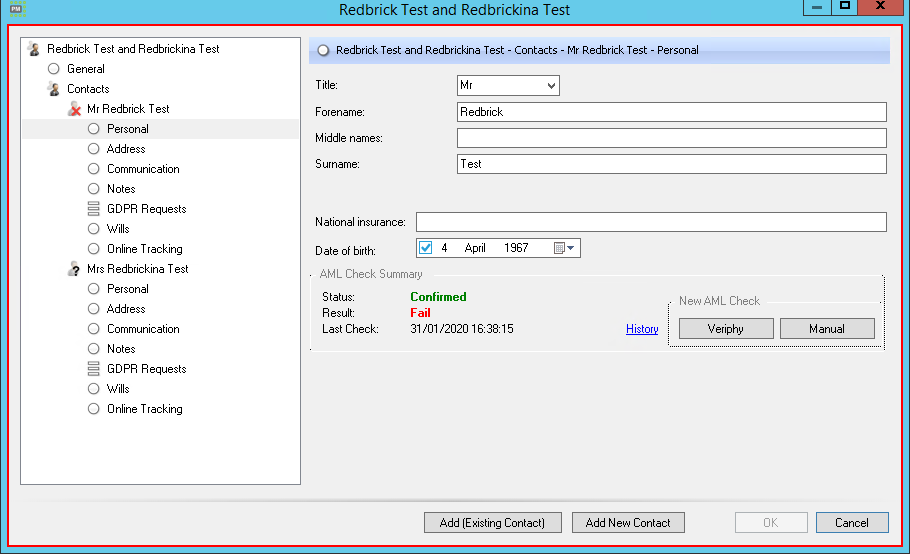 PM
Redbrick Test and Redbrickina Test
Redbrick Test and Redbrickina Test
General
Contacts
Mr Redbrick Test
Personal
Address
Communication
Notes
GDPR Requests
Wills
Online Tracking
Mrs Redbrickina Test
Personal
Address
Communication
Notes
GDPR Requests
Wills
Online Tracking
Redbrick Test and Redbrickina Test - Contacts - Mr Redbrick Test - Personal
Title: Mr
Forename: Redbrick
Middle names:
Surname: Test
National insurance:
Date of birth: 4 April 1967
AML Check Summary
Status: Confirmed
Result: Fail
Last Check: 31/01/2020 16:38:15
History
New AML Check
Veriphy Manual
Add (Existing Contact) Add New Contact OK Cancel